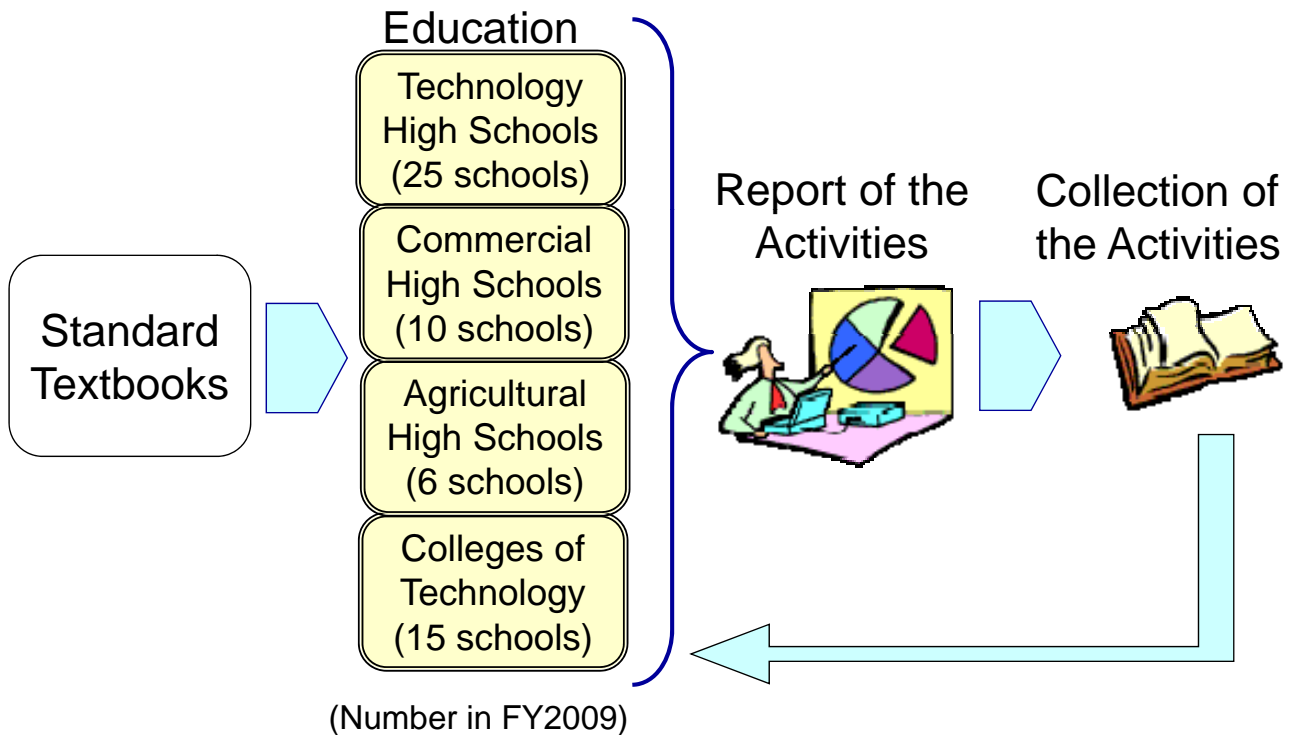 Education
Technology
High Schools
(25 schools)
Commercial
High Schools
(10 schools)
Agricultural
High Schools
(6 schools)
Colleges of
Technology
(15 schools)
(Number in FY2009)
Standard
Textbooks
Report of the
Activities
Collection of
the Activities